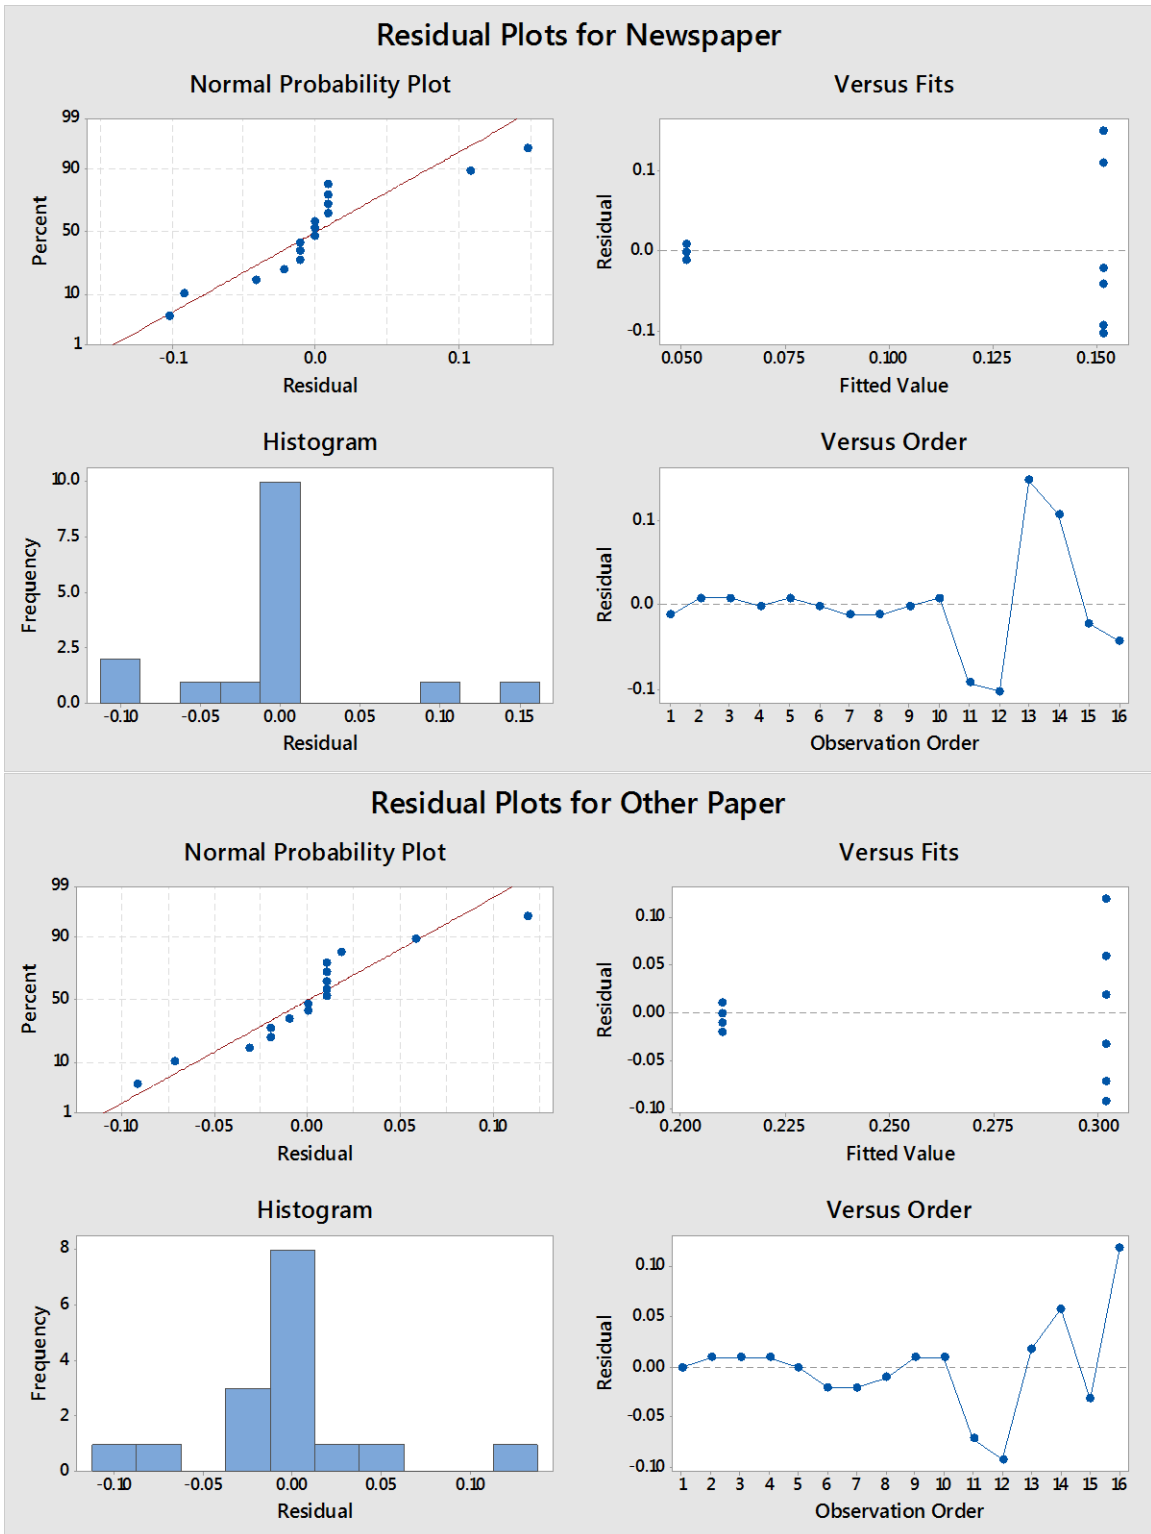 Residual Plots for Newspaper
Normal Probability Plot
99
90
50
10
1
Percent
-0.1 0.0 0.1
Residual
Versus Fits
0.1
0.0
-0.1
Residual
0.050 0.075 0.100 0.125 0.150
Fitted Value
Histogram
10.0
7.5
5.0
2.5
0.0
Frequency
-0.10 -0.05 0.00 0.05 0.10 0.15
Residual
Versus Order
0.1
0.0
-0.1
Residual
1 2 3 4 5 6 7 8 9 10 11 12 13 14 15 16
Observation Order
Residual Plots for Other Paper
Normal Probability Plot
99
90
50
10
1
Percent
-0.10 -0.05 0.00 0.05 0.10
Residual
Versus Fits
0.10
0.05
0.00
-0.05
-0.10
Residual
0.200 0.225 0.250 0.275 0.300
Fitted Value
Histogram
8
6
4
2
0
Frequency
-0.10 -0.05 0.00 0.05 0.10
Residual
Versus Order
0.10
0.05
0.00
-0.05
-0.10
Residual
1 2 3 4 5 6 7 8 9 10 11 12 13 14 15 16
Observation Order